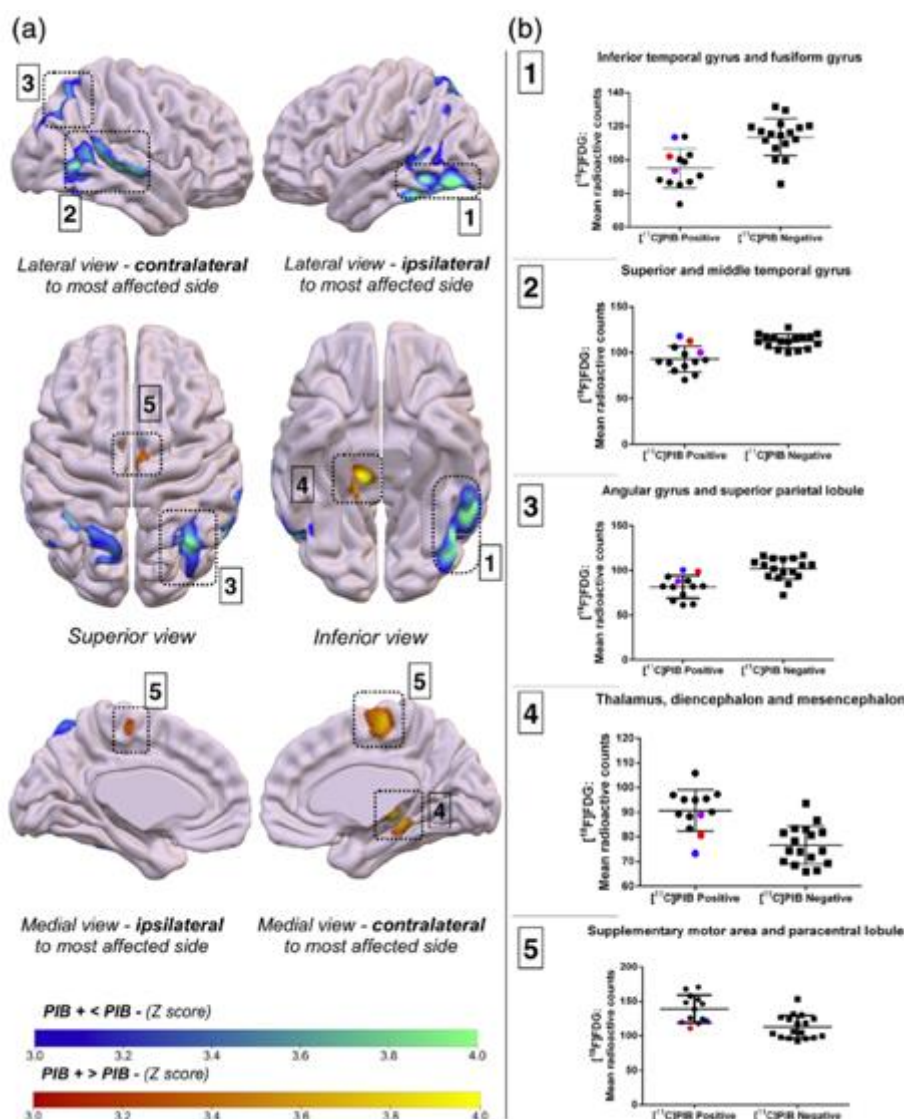 (a)
3
2
1
Lateral view - contralateral
to most affected side
Lateral view - ipsilateral
to most affected side
5
4
3
1
Superior view
Inferior view
5
5
4
Medial view - ipsilateral
to most affected side
Medial view - contralateral
to most affected side
PIB + < PIB - (Z score)
3.0 3.2 3.4 3.6 3.8 4.0
PIB + > PIB - (Z score)
3.0 3.2 3.4 3.6 3.8 4.0
(b)
1
Inferior temporal gyrus and fusiform gyrus
[18F]FDG:
Mean radioactive counts
140
120
100
80
60
[11C]PIB Positive [11C]PIB Negative
2
Superior and middle temporal gyrus
[18F]FDG:
Mean radioactive counts
150
100
50
0
[11C]PIB Positive [11C]PIB Negative
3
Angular gyrus and superior parietal lobule
[18F]FDG:
Mean radioactive counts
150
100
50
0
[11C]PIB Positive [11C]PIB Negative
4
Thalamus, diencephalon and mesencephalon
[18F]FDG:
Mean radioactive counts
120
110
100
90
80
70
60
[11C]PIB Positive [11C]PIB Negative
5
Supplementary motor area and paracentral lobule
[18F]FDG:
Mean radioactive counts
200
150
100
50
0
[11C]PIB Positive [11C]PIB Negative